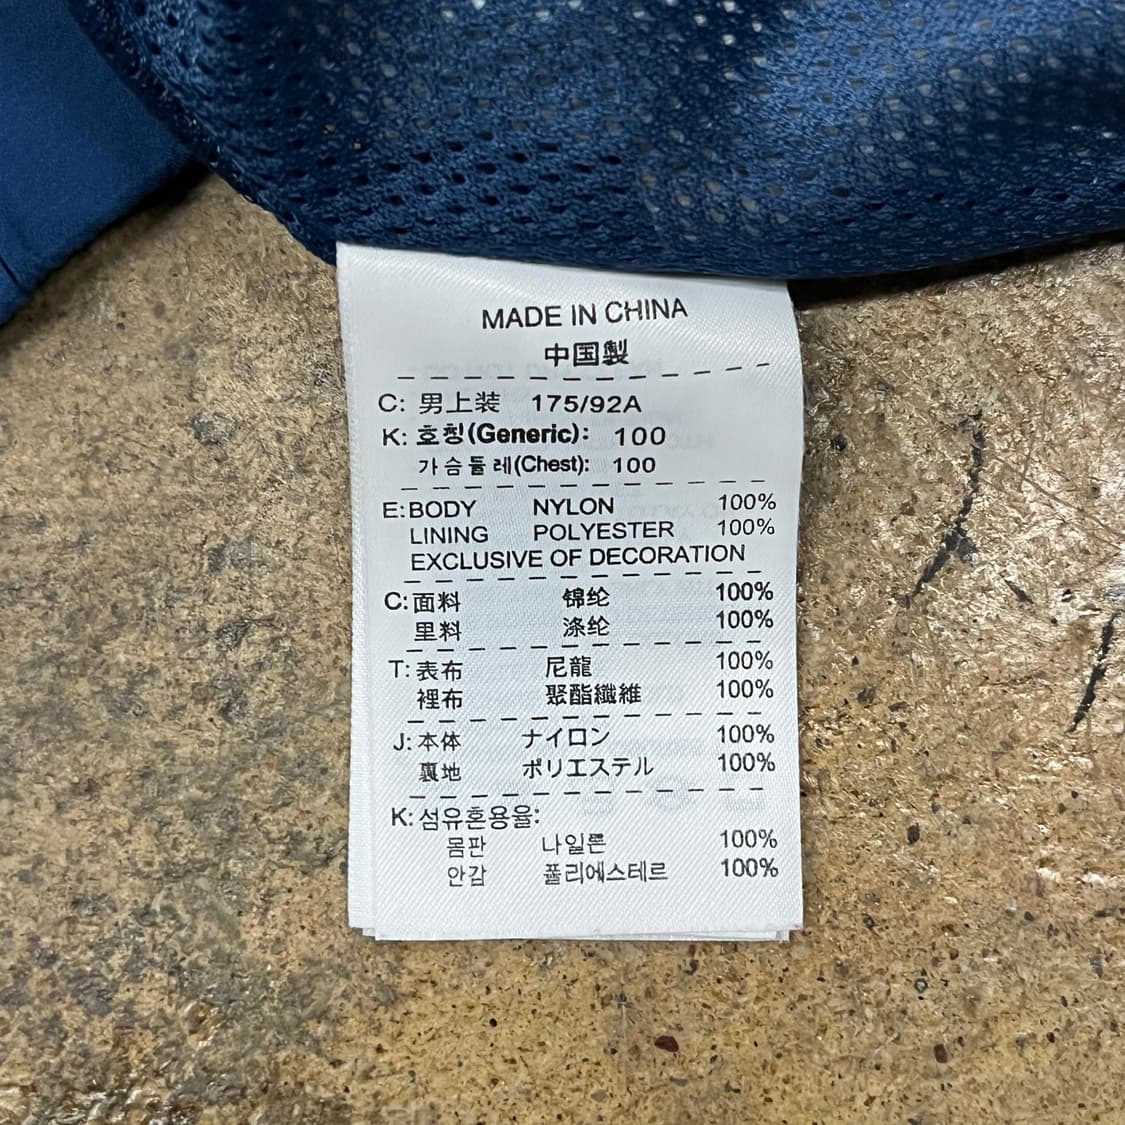 MADE IN CHINA
中国製
C: 男上装 175/92A
K: 호칭(Generic): 100
가슴둘레(Chest): 100
E: BODY NYLON 100%
LINING POLYESTER 100%
EXCLUSIVE OF DECORATION
C: 面料 锦纶 100%
里料 涤纶 100%
T: 表布 尼龍 100%
裡布 聚酯纖維 100%
J: 本体 ナイロン 100%
裏地 ポリエステル 100%
K: 섬유혼용율:
몸판 나일론 100%
안감 폴리에스테르 100%